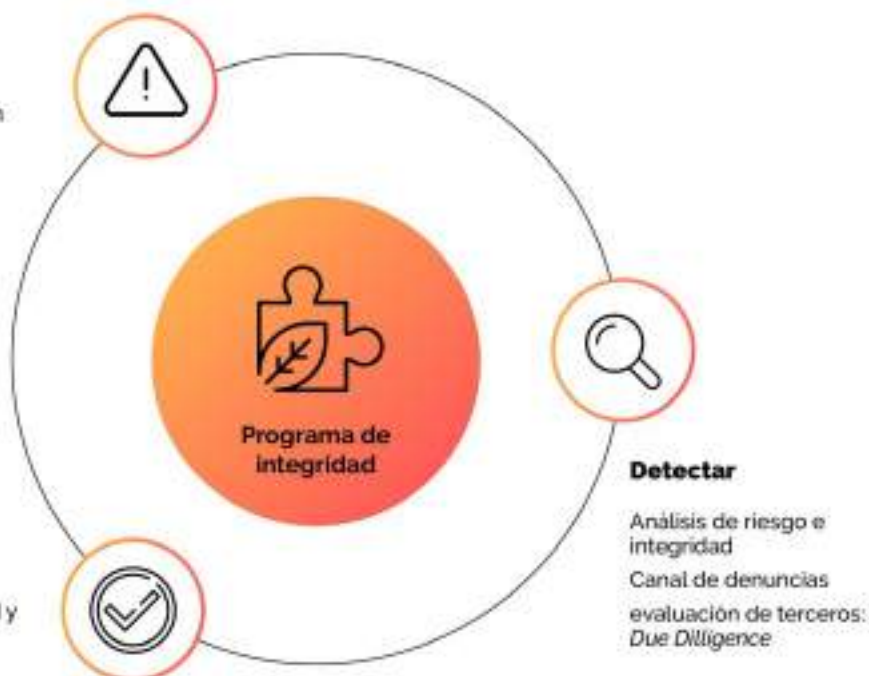 Programa de
integridad
Detectar
Análisis de riesgo e
integridad
Canal de denuncias
evaluación de terceros:
Due Dilligence
y